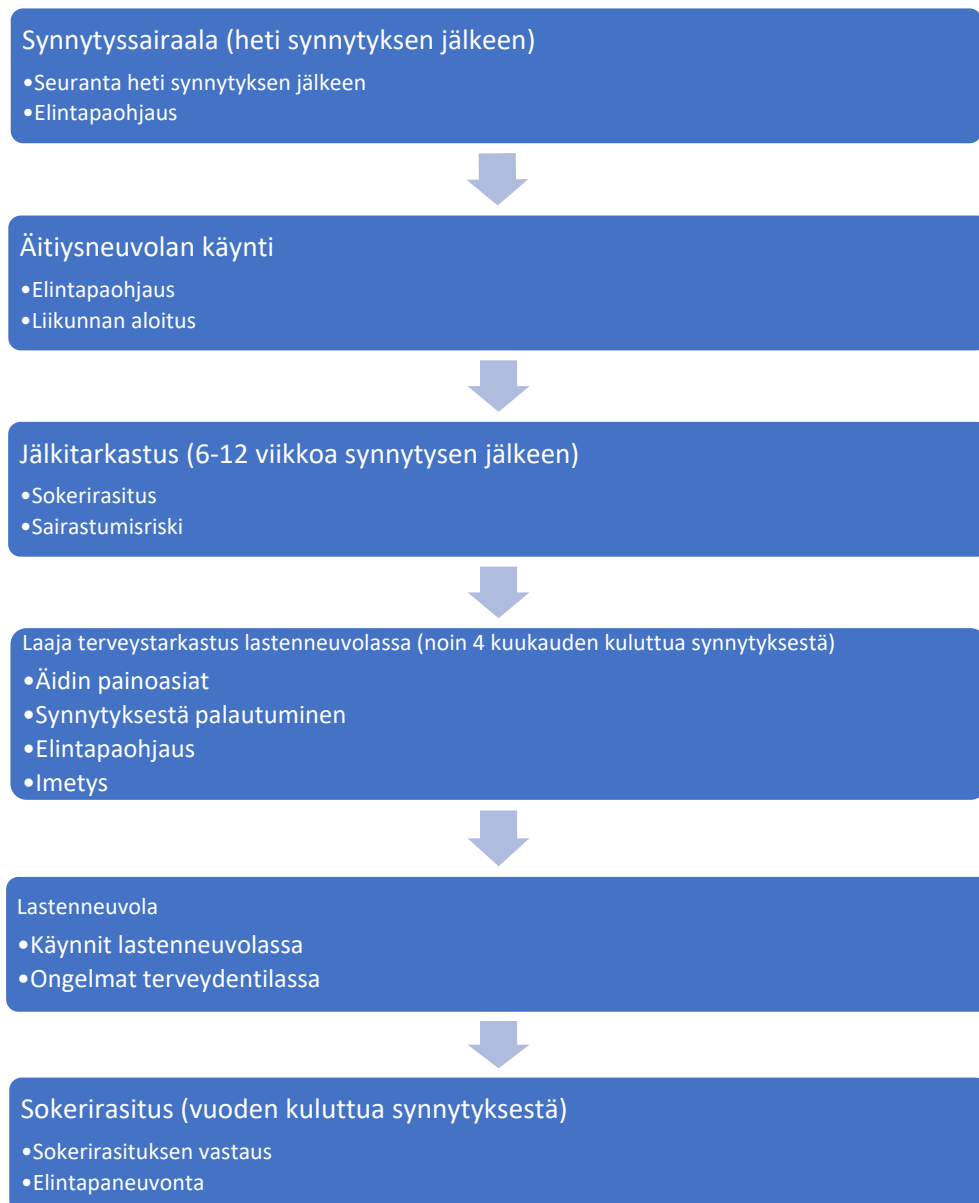 Synnytyssairaala (heti synnytyksen jälkeen)
•Seuranta heti synnytyksen jälkeen
•Elintapaohjaus
Äitiysneuvolan käynti
•Elintapaohjaus
•Liikunnan aloitus
Jälkitarkastus (6-12 viikkoa synnytysen jälkeen)
•Sokerirasitus
•Sairastumisriski
Laaja terveystarkastus lastenneuvolassa (noin 4 kuukauden kuluttua synnytyksestä)
•Äidin painoasiat
•Synnytyksestä palautuminen
•Elintapaohjaus
•Imetys
Lastenneuvola
•Käynnit lastenneuvolassa
•Ongelmat terveydentilassa
Sokerirasitus (vuoden kuluttua synnytyksestä)
•Sokerirasituksen vastaus
•Elintapaneuvonta